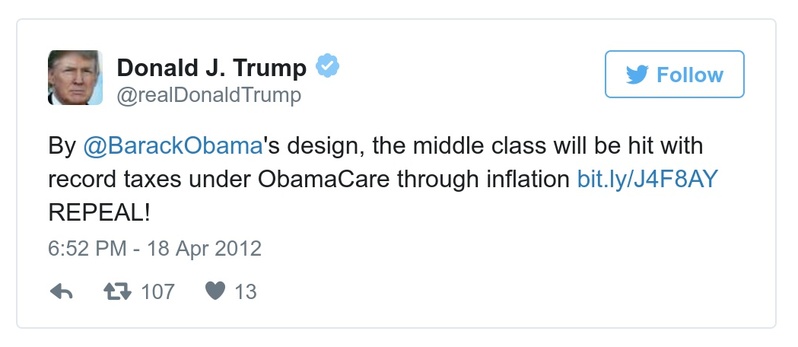 Donald J. Trump
@realDonaldTrump
Follow
By @BarackObama's design, the middle class will be hit with
record taxes under ObamaCare through inflation bit.ly/J4F8AY
REPEAL!
6:52 PM - 18 Apr 2012
107 13